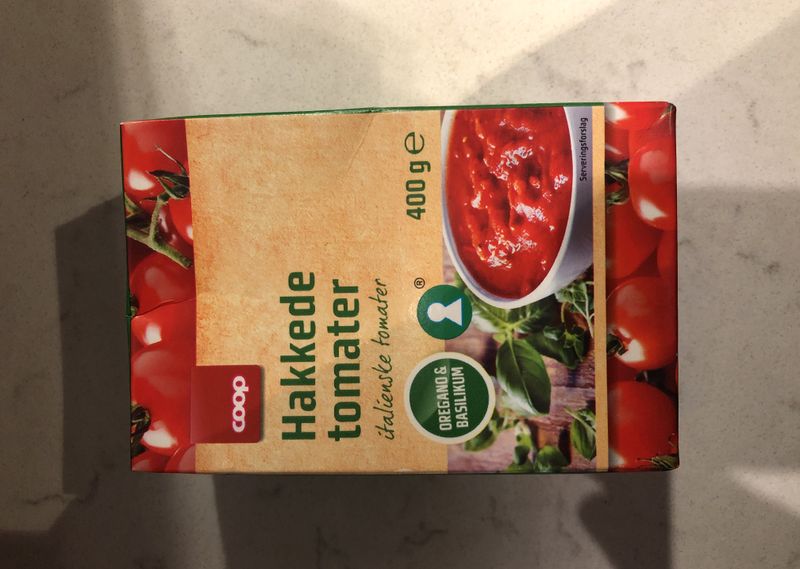 coop
Hakkede
tomater
italienske tomater
400 g ℮
®
OREGANO &
BASILIKUM
Serveringsforslag